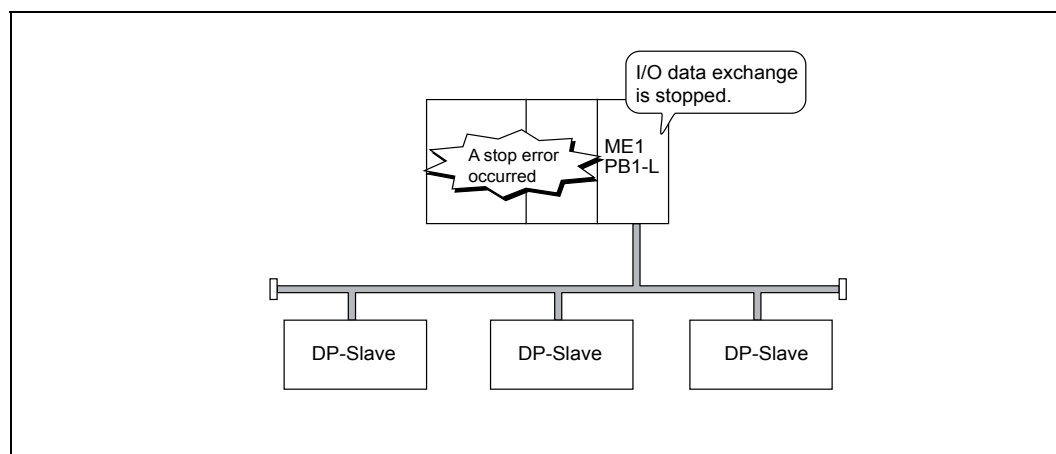 I/O data exchange
is stopped.
A stop error
occurred
ME1
PB1-L
DP-Slave
DP-Slave
DP-Slave